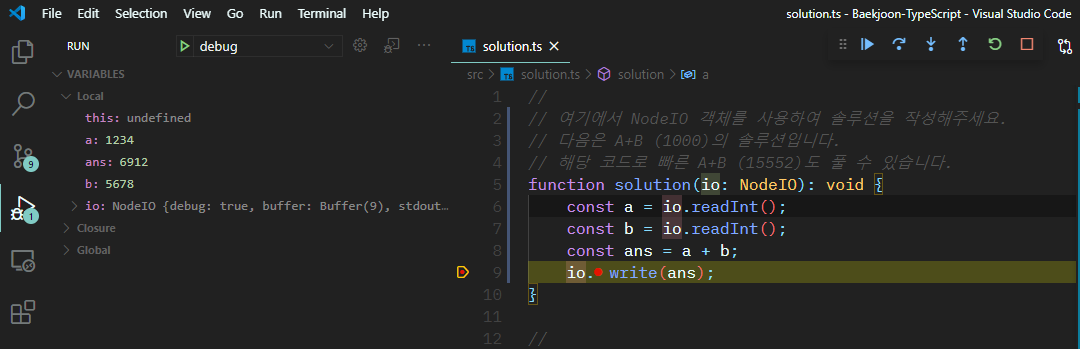 File Edit Selection View Go Run Terminal Help
solution.ts - Baekjoon-TypeScript - Visual Studio Code
RUN
debug
VARIABLES
Local
this: undefined
a: 1234
ans: 6912
b: 5678
io: NodeIO {debug: true, buffer: Buffer(9), stdout…
Closure
Global
9
1
TS solution.ts
src > TS solution.ts > solution > a
1 //
2 // 여기에서 NodeIO 객체를 사용하여 솔루션을 작성해주세요.
3 // 다음은 A+B (1000)의 솔루션입니다.
4 // 해당 코드로 빠른 A+B (15552)도 풀 수 있습니다.
5 function solution(io: NodeIO): void {
6 const a = io.readInt();
7 const b = io.readInt();
8 const ans = a + b;
9 io. write(ans);
10 }
11
12 //